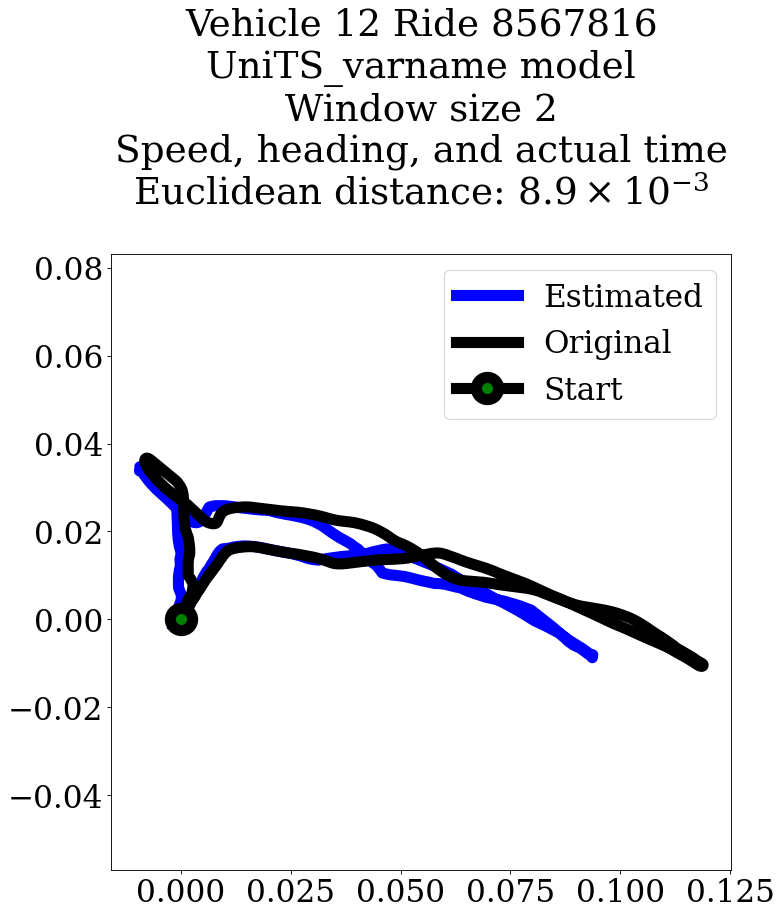 Vehicle 12 Ride 8567816
UniTS_varname model
Window size 2
Speed, heading, and actual time
Euclidean distance: 8.9 × 10⁻³
Estimated
Original
Start
0.08
0.06
0.04
0.02
0.00
−0.02
−0.04
0.000 0.025 0.050 0.075 0.100 0.125